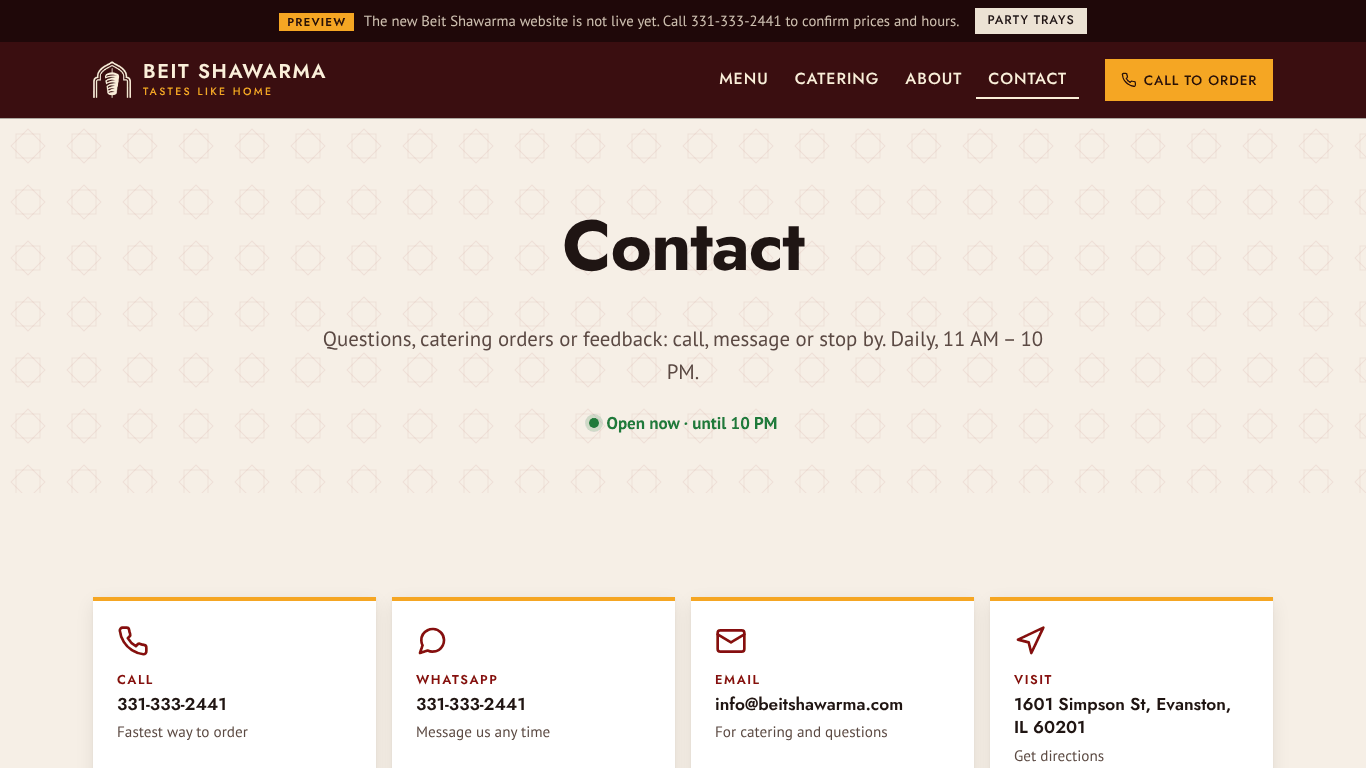 PREVIEW The new Beit Shawarma website is not live yet. Call 331-333-2441 to confirm prices and hours. PARTY TRAYS
BEIT SHAWARMA
TASTES LIKE HOME
MENU CATERING ABOUT CONTACT CALL TO ORDER
Contact
Questions, catering orders or feedback: call, message or stop by. Daily, 11 AM – 10
PM.
Open now · until 10 PM
CALL
331-333-2441
Fastest way to order
WHATSAPP
331-333-2441
Message us any time
EMAIL
info@beitshawarma.com
For catering and questions
VISIT
1601 Simpson St, Evanston,
IL 60201
Get directions